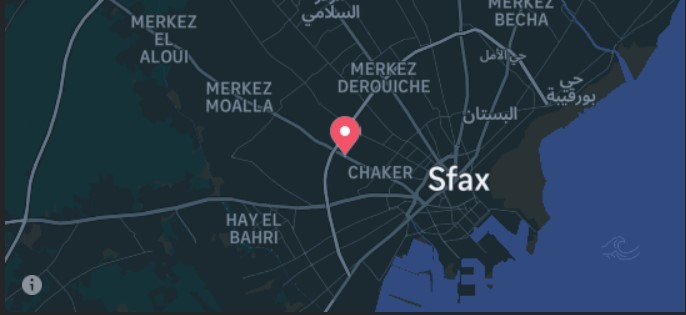 MERKEZ
EL
ALOUI
السلامي
MERKEZ
BECHA
حي الأمل
MERKEZ
DEROUICHE
حي
بورقيبة
MERKEZ
MOALLA
البستان
CHAKER
Sfax
HAY EL
BAHRI